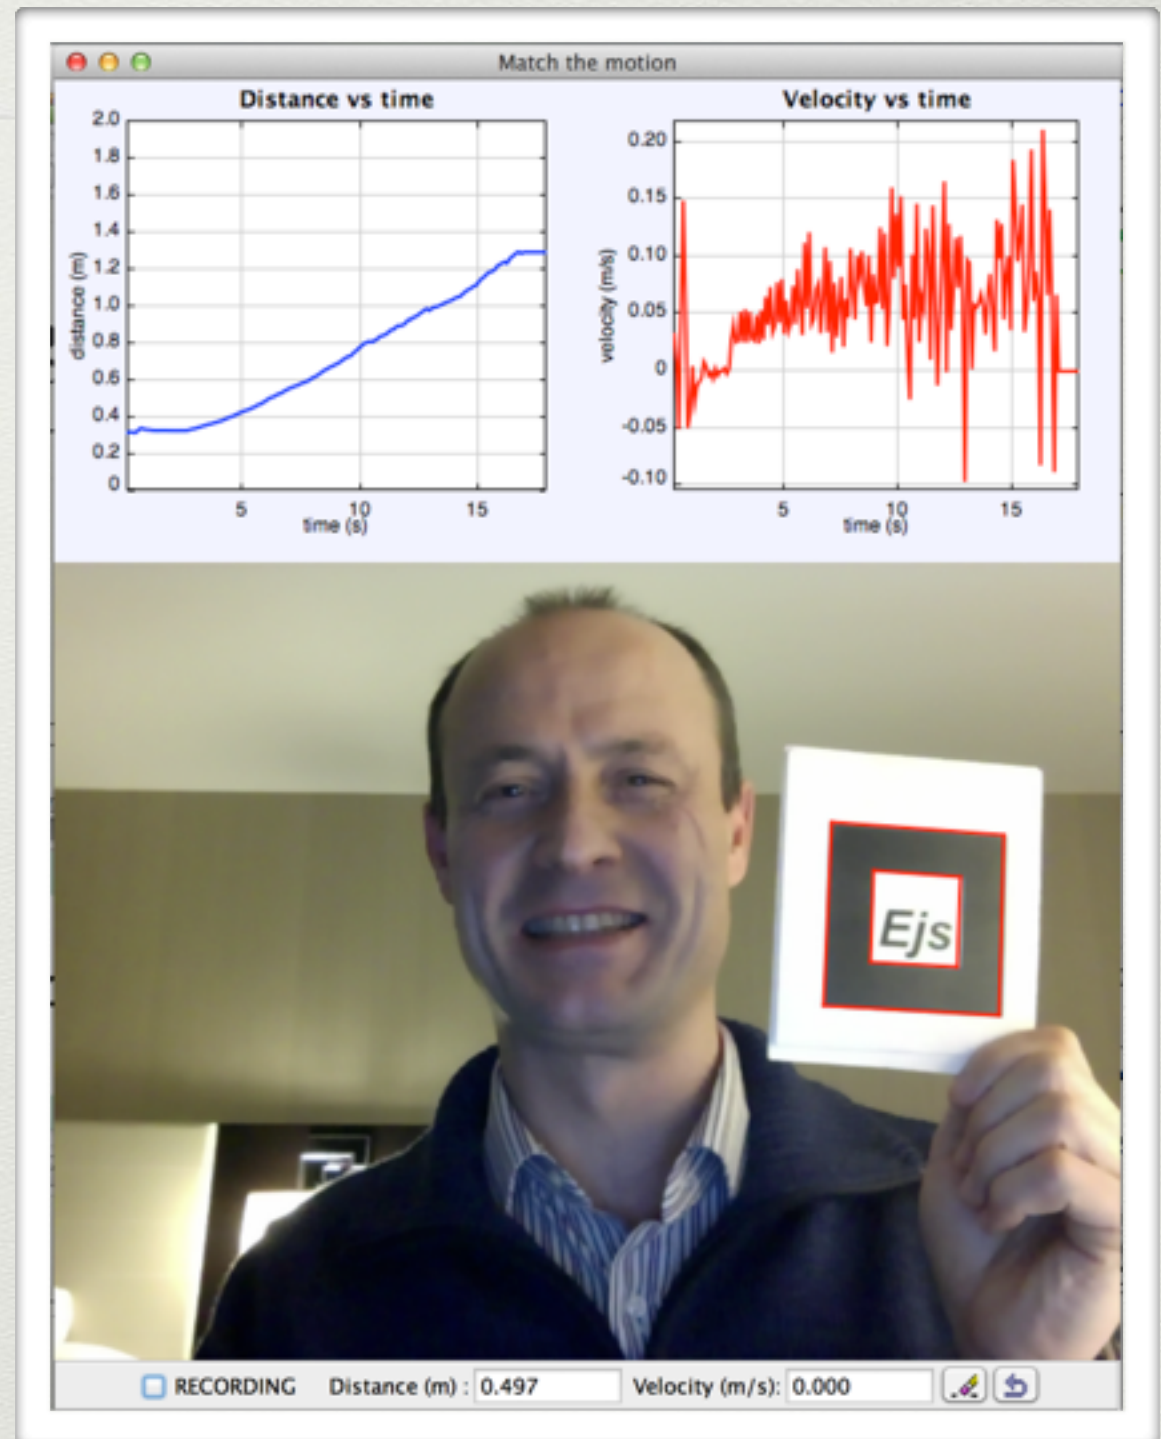 Match the motion
Distance vs time
2.0
1.8
1.6
1.4
1.2
1.0
0.8
0.6
0.4
0.2
0
distance (m)
5
10
15
time (s)
Velocity vs time
0.20
0.15
0.10
0.05
0
-0.05
-0.10
velocity (m/s)
5
10
15
time (s)
Ejs
RECORDING Distance (m) : 0.497 Velocity (m/s): 0.000